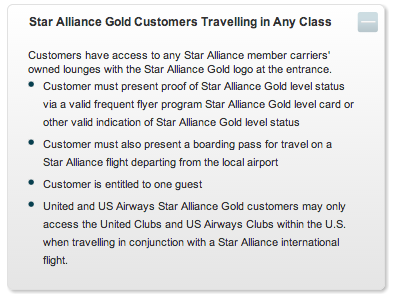 Star Alliance Gold Customers Travelling in Any Class
Customers have access to any Star Alliance member carriers'
owned lounges with the Star Alliance Gold logo at the entrance.
Customer must present proof of Star Alliance Gold level status
via a valid frequent flyer program Star Alliance Gold level card or
other valid indication of Star Alliance Gold level status
Customer must also present a boarding pass for travel on a
Star Alliance flight departing from the local airport
Customer is entitled to one guest
United and US Airways Star Alliance Gold customers may only
access the United Clubs and US Airways Clubs within the U.S.
when travelling in conjunction with a Star Alliance international
flight.